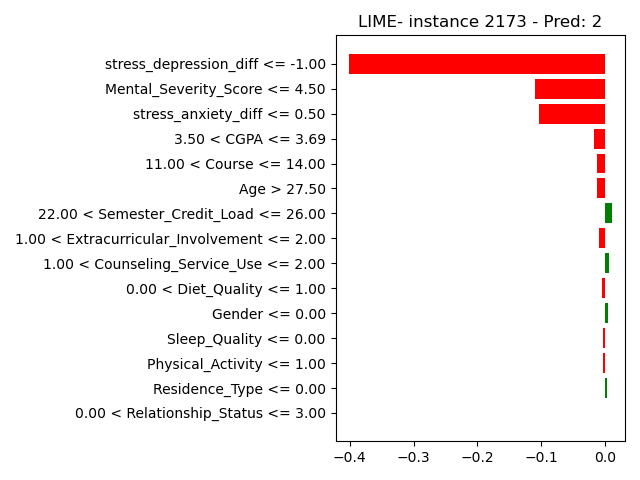 LIME- instance 2173 - Pred: 2
stress_depression_diff <= -1.00
Mental_Severity_Score <= 4.50
stress_anxiety_diff <= 0.50
3.50 < CGPA <= 3.69
11.00 < Course <= 14.00
Age > 27.50
22.00 < Semester_Credit_Load <= 26.00
1.00 < Extracurricular_Involvement <= 2.00
1.00 < Counseling_Service_Use <= 2.00
0.00 < Diet_Quality <= 1.00
Gender <= 0.00
Sleep_Quality <= 0.00
Physical_Activity <= 1.00
Residence_Type <= 0.00
0.00 < Relationship_Status <= 3.00
−0.4 −0.3 −0.2 −0.1 0.0